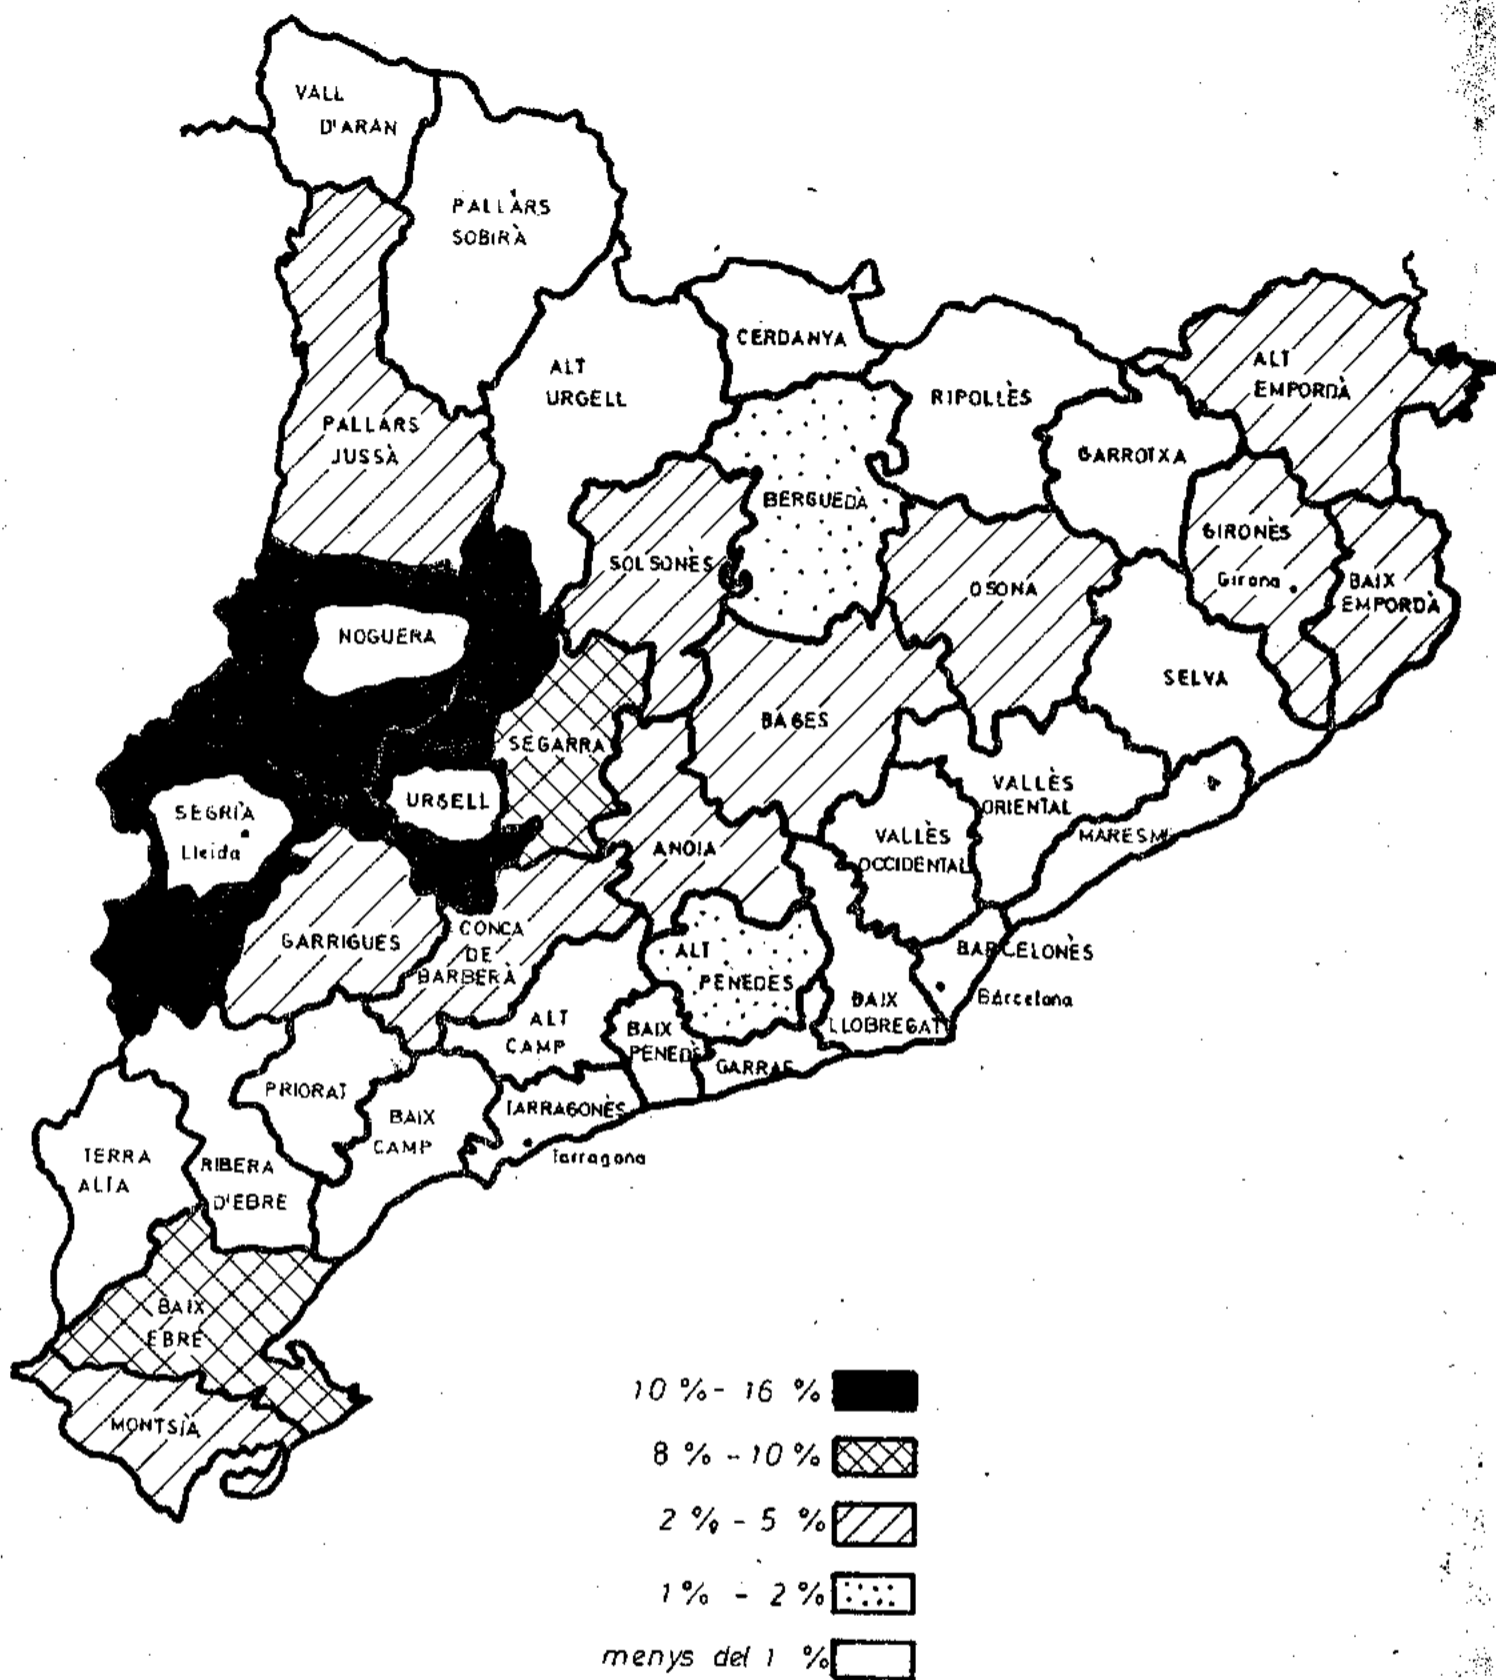 VALL
D'ARAN
PALLÀRS
SOBIRÀ
CERDANYA
ALT
URGELL
RIPOLLÈS
ALT
EMPORDÀ
PALLARS
JUSSÀ
GARROTXA
BERGUEDÀ
SOLSONÈS
OSONA
GIRONÈS
Girona
BAIX
EMPORDÀ
NOGUERA
SELVA
BAGES
SEGARRA
URGELL
SEGRIÀ
Lleida
VALLÈS
ORIENTAL
MARESM
VALLÈS
OCCIDENTAL
ANOIA
GARRIGUES
CONCA
DE
BARBERÀ
ALT
PENEDÈS
BARCELONÈS
Barcelona
BAIX
LLOBREGAT
ALT
CAMP
BAIX
PENEDÈ
GARRAF
PRIORAT
BAIX
CAMP
TARRAGONÈS
Tarragona
TERRA
ALTA
RIBERA
D'EBRE
BAIX
EBRE
MONTSIÀ
10 % - 16 %
8 % - 10 %
2 % - 5 %
1 % - 2 %
menys del 1 %